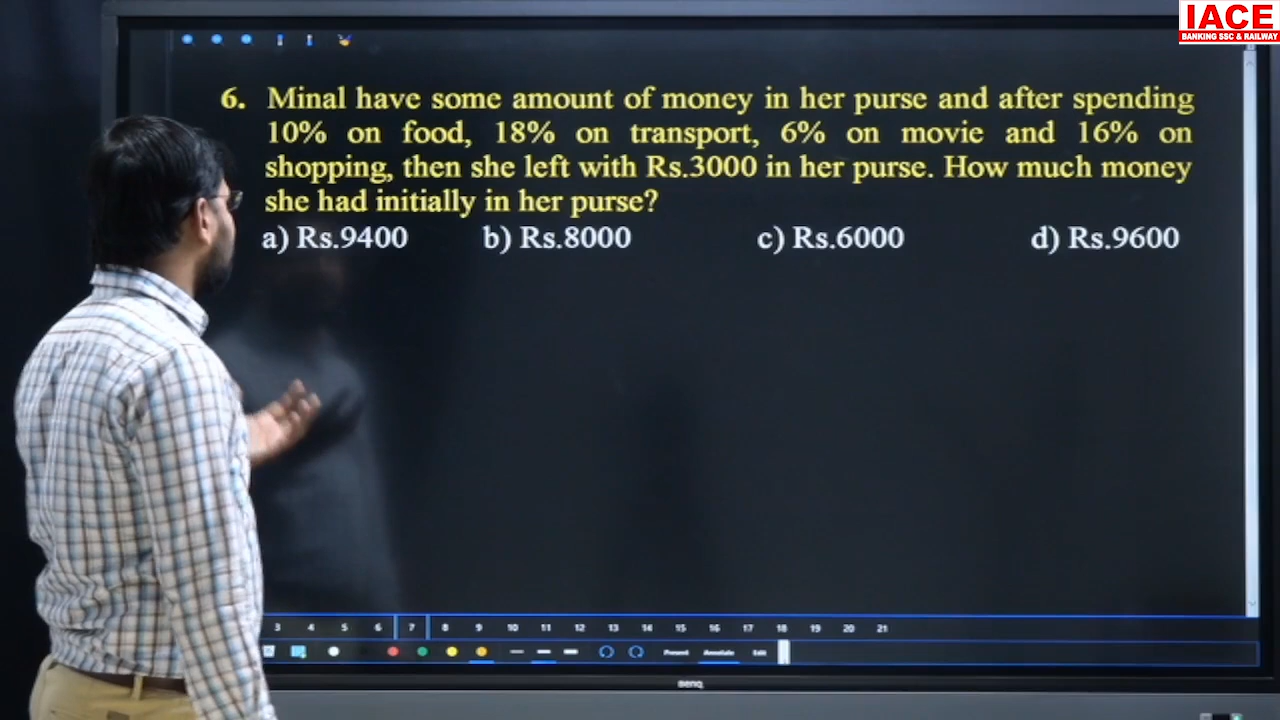 IACE
BANKING SSC & RAILWAY
6. Minal have some amount of money in her purse and after spending
10% on food, 18% on transport, 6% on movie and 16% on
shopping, then she left with Rs.3000 in her purse. How much money
she had initially in her purse?
a) Rs.9400 b) Rs.8000 c) Rs.6000 d) Rs.9600
3 4 5 6 7 8 9 10 11 12 13 14 15 16 17 18 19 20 21
Present Annotate Edit
BenQ